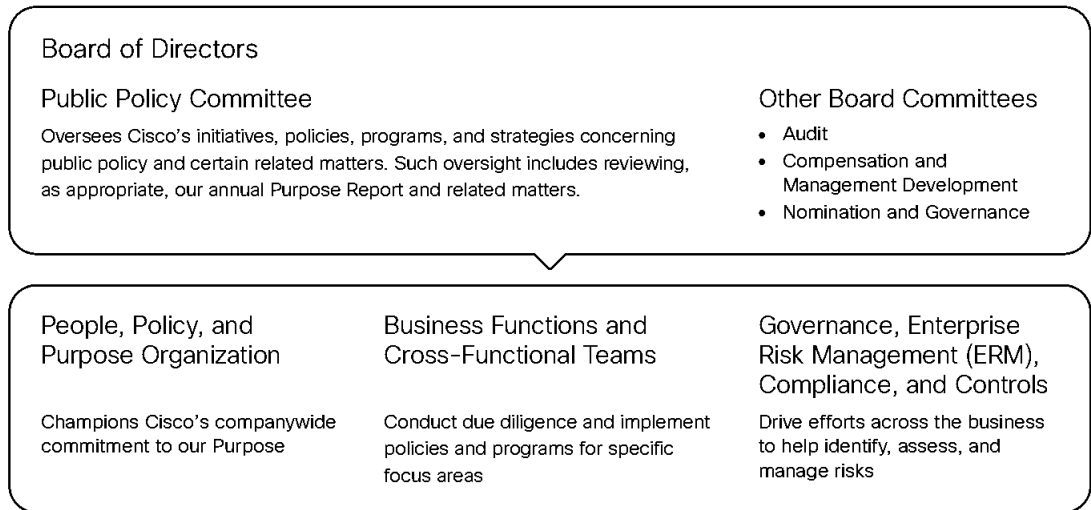 Board of Directors
Public Policy Committee
Oversees Cisco's initiatives, policies, programs, and strategies concerning
public policy and certain related matters. Such oversight includes reviewing,
as appropriate, our annual Purpose Report and related matters.
Other Board Committees
• Audit
• Compensation and
Management Development
• Nomination and Governance
People, Policy, and
Purpose Organization
Champions Cisco's companywide
commitment to our Purpose
Business Functions and
Cross-Functional Teams
Conduct due diligence and implement
policies and programs for specific
focus areas
Governance, Enterprise
Risk Management (ERM),
Compliance, and Controls
Drive efforts across the business
to help identify, assess, and
manage risks